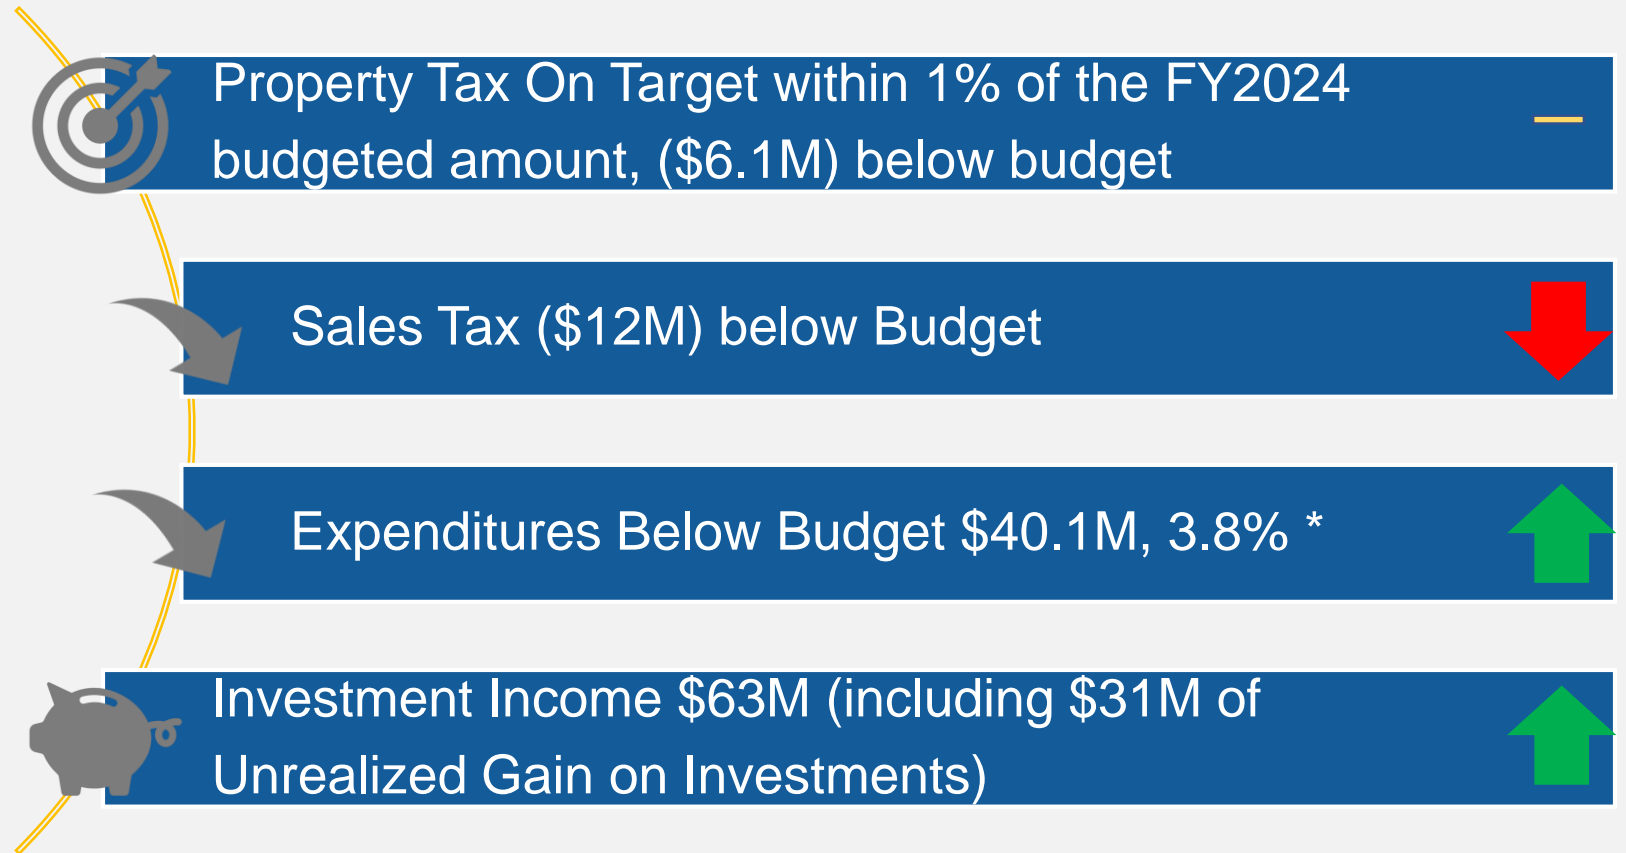 Property Tax On Target within 1% of the FY2024
budgeted amount, ($6.1M) below budget
Sales Tax ($12M) below Budget
Expenditures Below Budget $40.1M, 3.8% *
Investment Income $63M (including $31M of
Unrealized Gain on Investments)